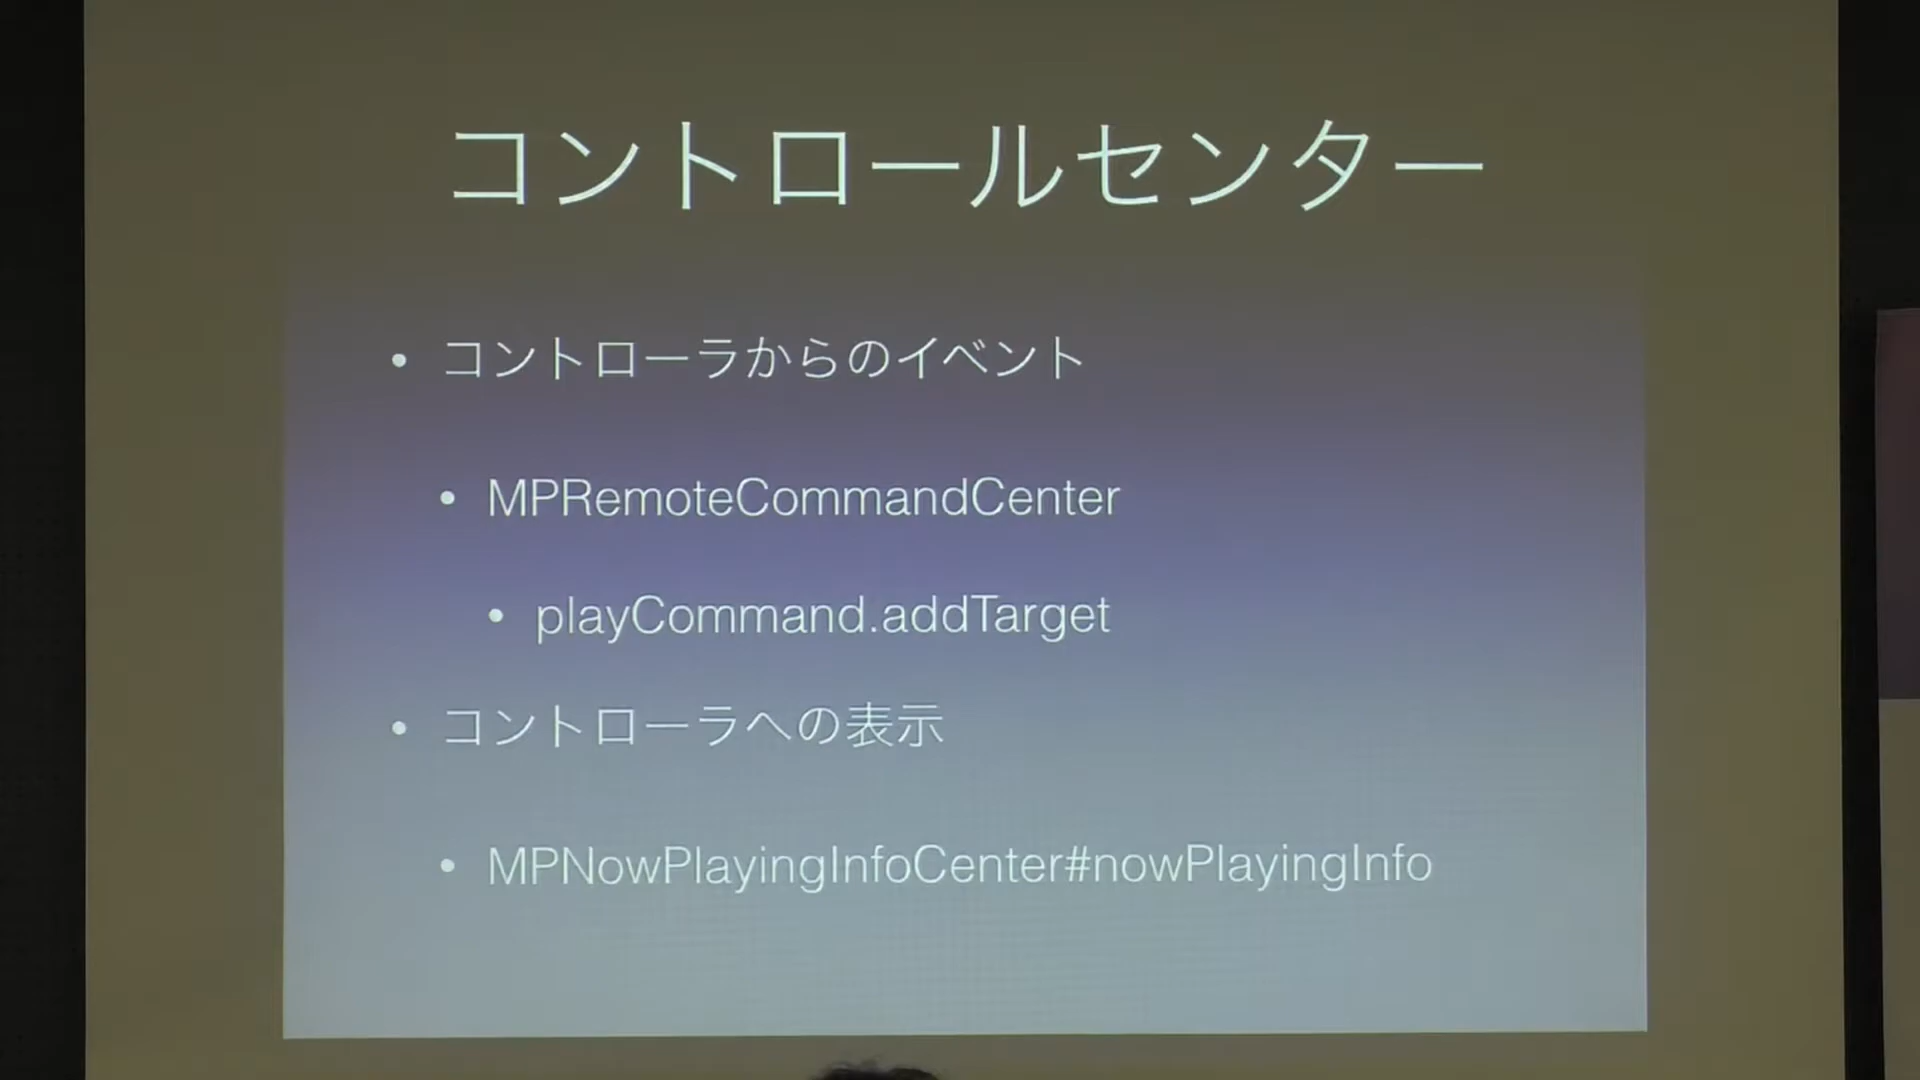 コントロールセンター
• コントローラからのイベント
• MPRemoteCommandCenter
• playCommand.addTarget
• コントローラへの表示
• MPNowPlayingInfoCenter#nowPlayingInfo